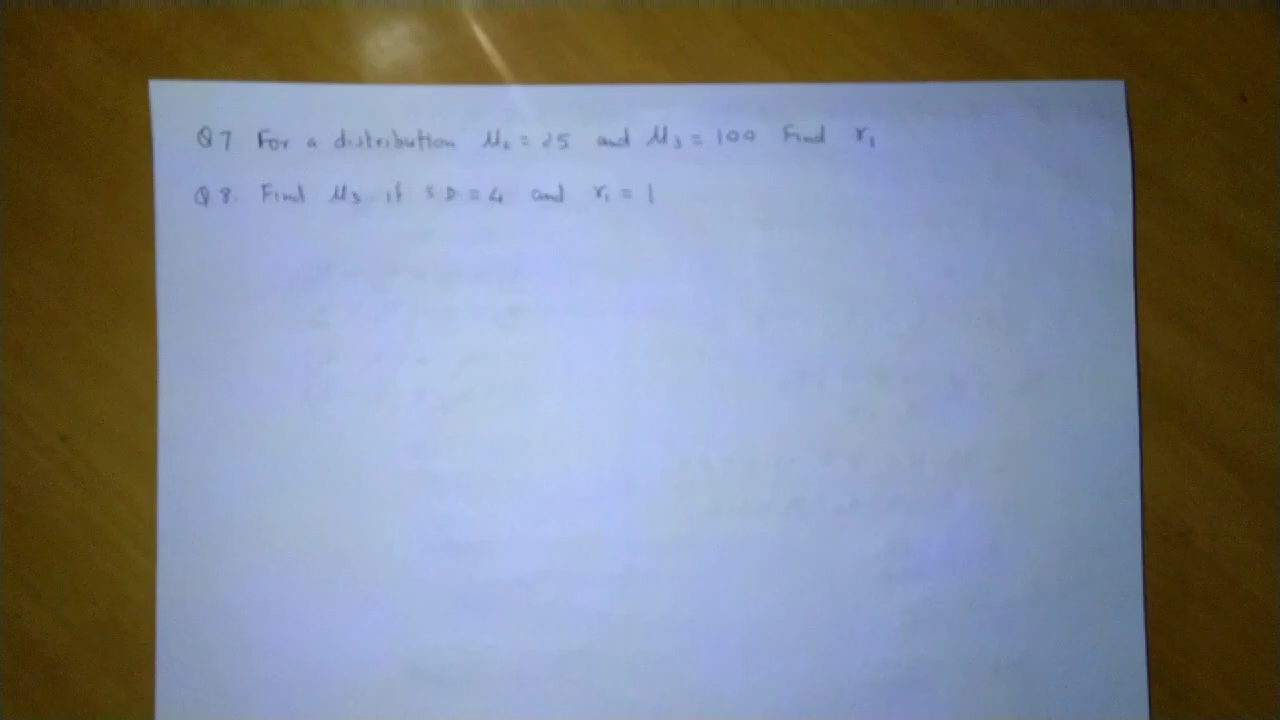 Q7 For a distribution μ₂ = 25 and μ₃ = 100 Find γ₁
Q8. Find μ₃ if S.D = 4 and γ₁ = 1